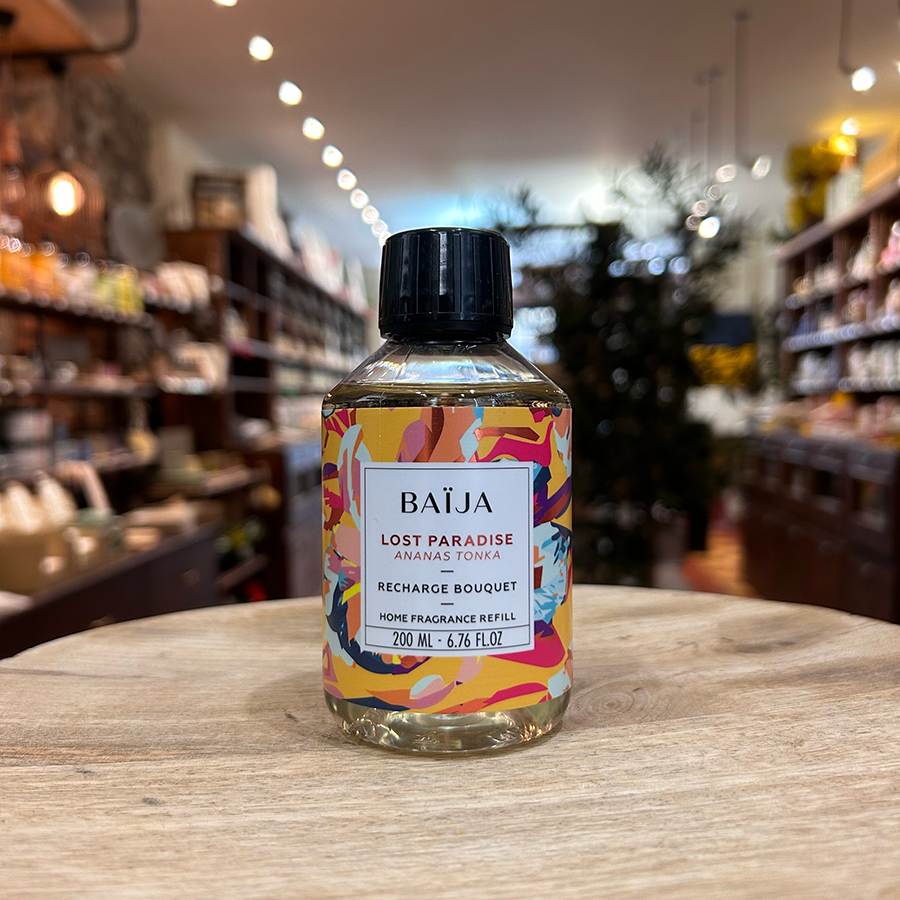 BAÏJA
LOST PARADISE
ANANAS TONKA
RECHARGE BOUQUET
HOME FRAGRANCE REFILL
200 ML - 6.76 FL.OZ